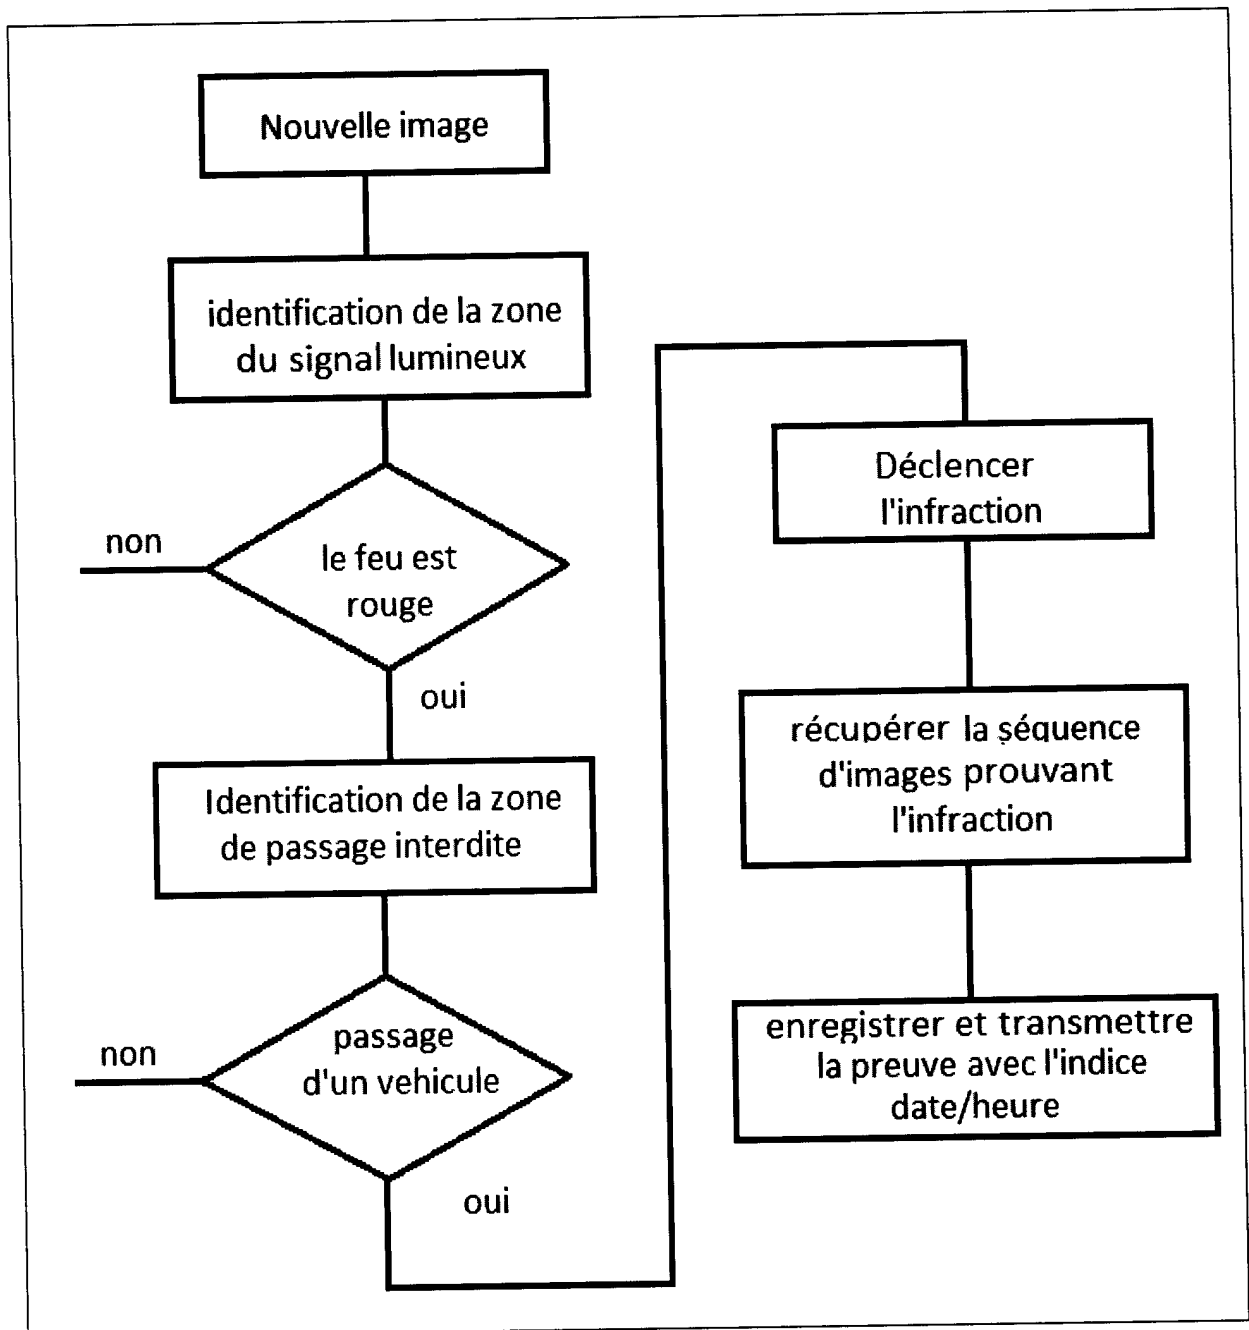 Nouvelle image
identification de la zone
du signal lumineux
non
le feu est
rouge
oui
Identification de la zone
de passage interdite
non
passage
d'un vehicule
oui
Déclencer
l'infraction
récupérer la séquence
d'images prouvant
l'infraction
enregistrer et transmettre
la preuve avec l'indice
date/heure